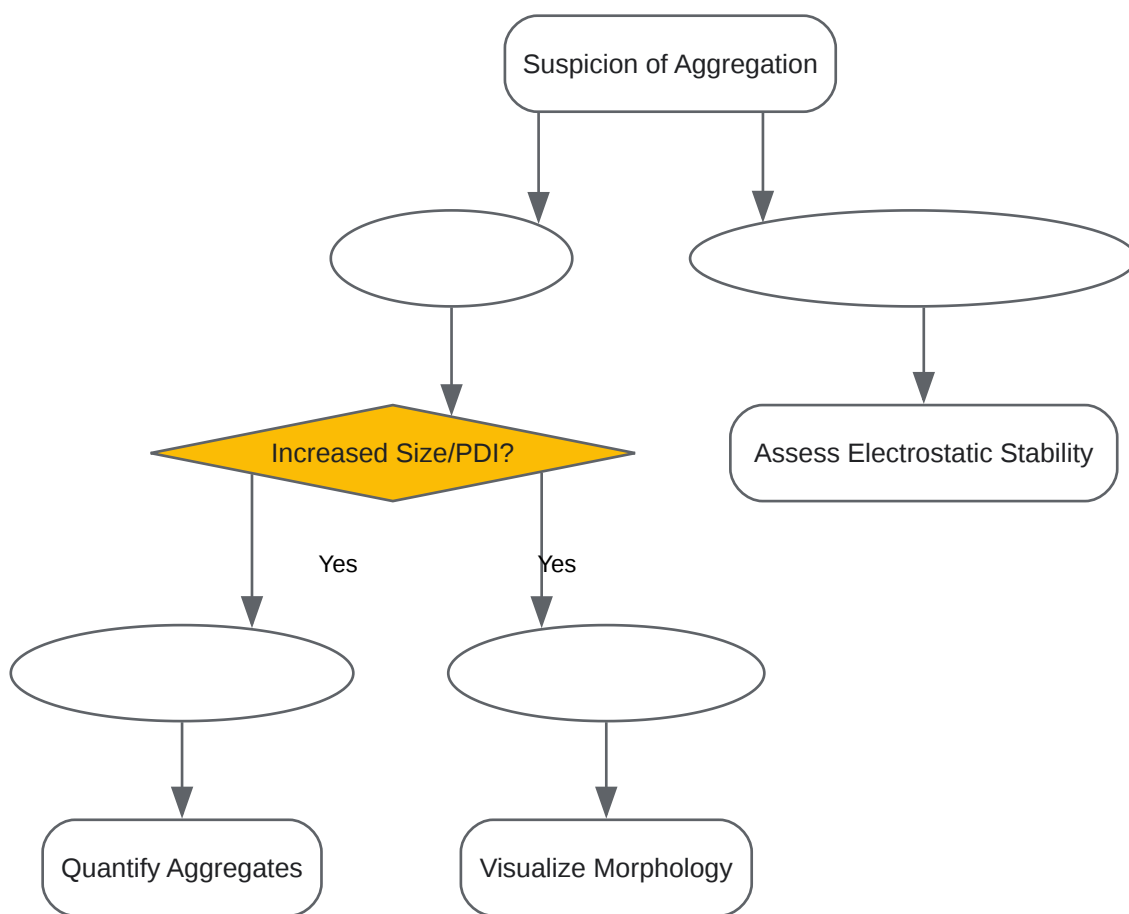 Suspicion of Aggregation
Increased Size/PDI?
Assess Electrostatic Stability
Yes
Yes
Quantify Aggregates
Visualize Morphology